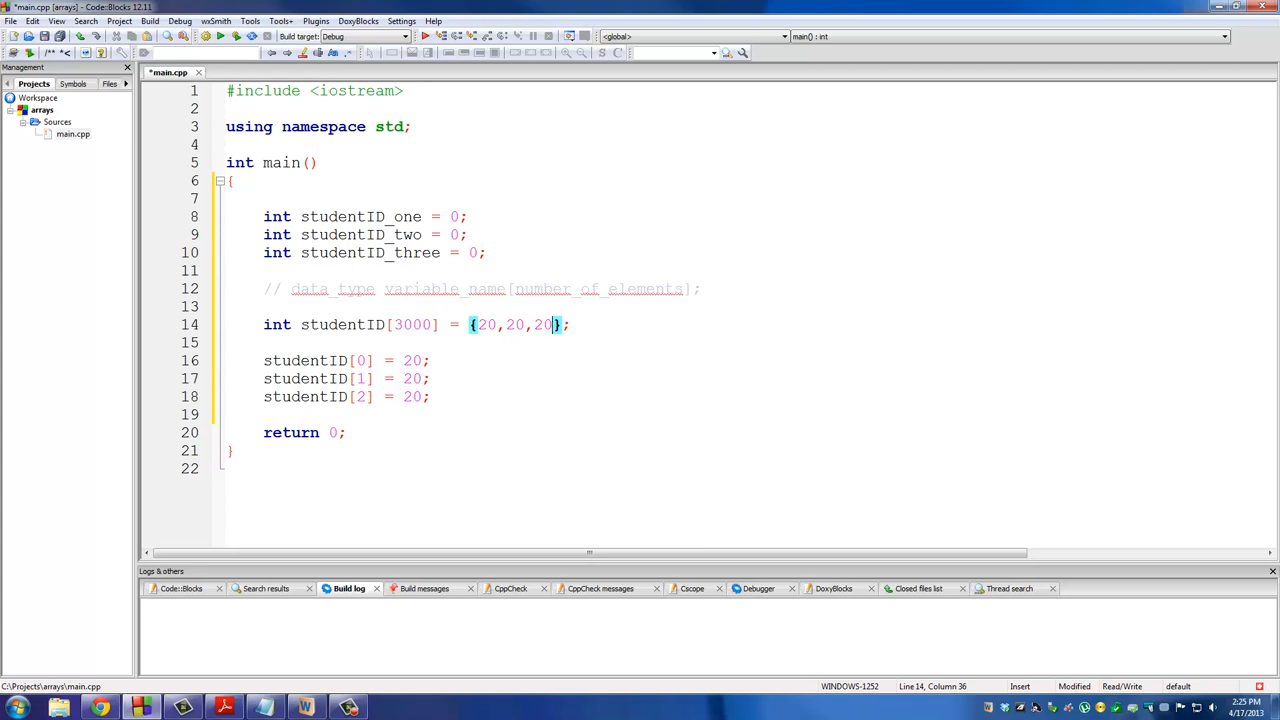 *main.cpp [arrays] - Code::Blocks 12.11
File Edit View Search Project Build Debug wxSmith Tools Tools+ Plugins DoxyBlocks Settings Help
Build target: Debug <global> main() : int
/** *<
Management
Projects Symbols Files
*main.cpp
Workspace
arrays
Sources
main.cpp
1 #include <iostream>
2
3 using namespace std;
4
5 int main()
6 {
7
8 int studentID_one = 0;
9 int studentID_two = 0;
10 int studentID_three = 0;
11
12 // data_type variable_name[number_of_elements];
13
14 int studentID[3000] = {20,20,20};
15
16 studentID[0] = 20;
17 studentID[1] = 20;
18 studentID[2] = 20;
19
20 return 0;
21 }
22
Logs & others
Code::Blocks Search results Build log Build messages CppCheck CppCheck messages Cscope Debugger DoxyBlocks Closed files list Thread search
C:\Projects\arrays\main.cpp WINDOWS-1252 Line 14, Column 36 Insert Modified Read/Write default
2:25 PM
4/17/2013